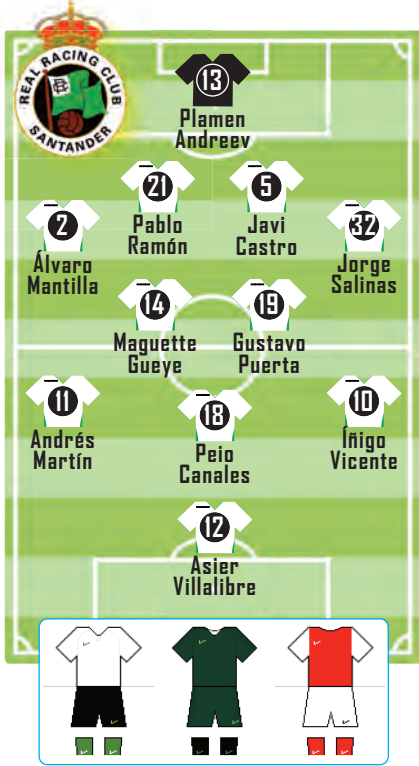 REAL RACING CLUB
SANTANDER
13
Plamen
Andreev
21
Pablo
Ramón
5
Javi
Castro
2
Álvaro
Mantilla
32
Jorge
Salinas
14
Maguette
Gueye
19
Gustavo
Puerta
11
Andrés
Martín
18
Peio
Canales
10
Íñigo
Vicente
12
Asier
Villalibre